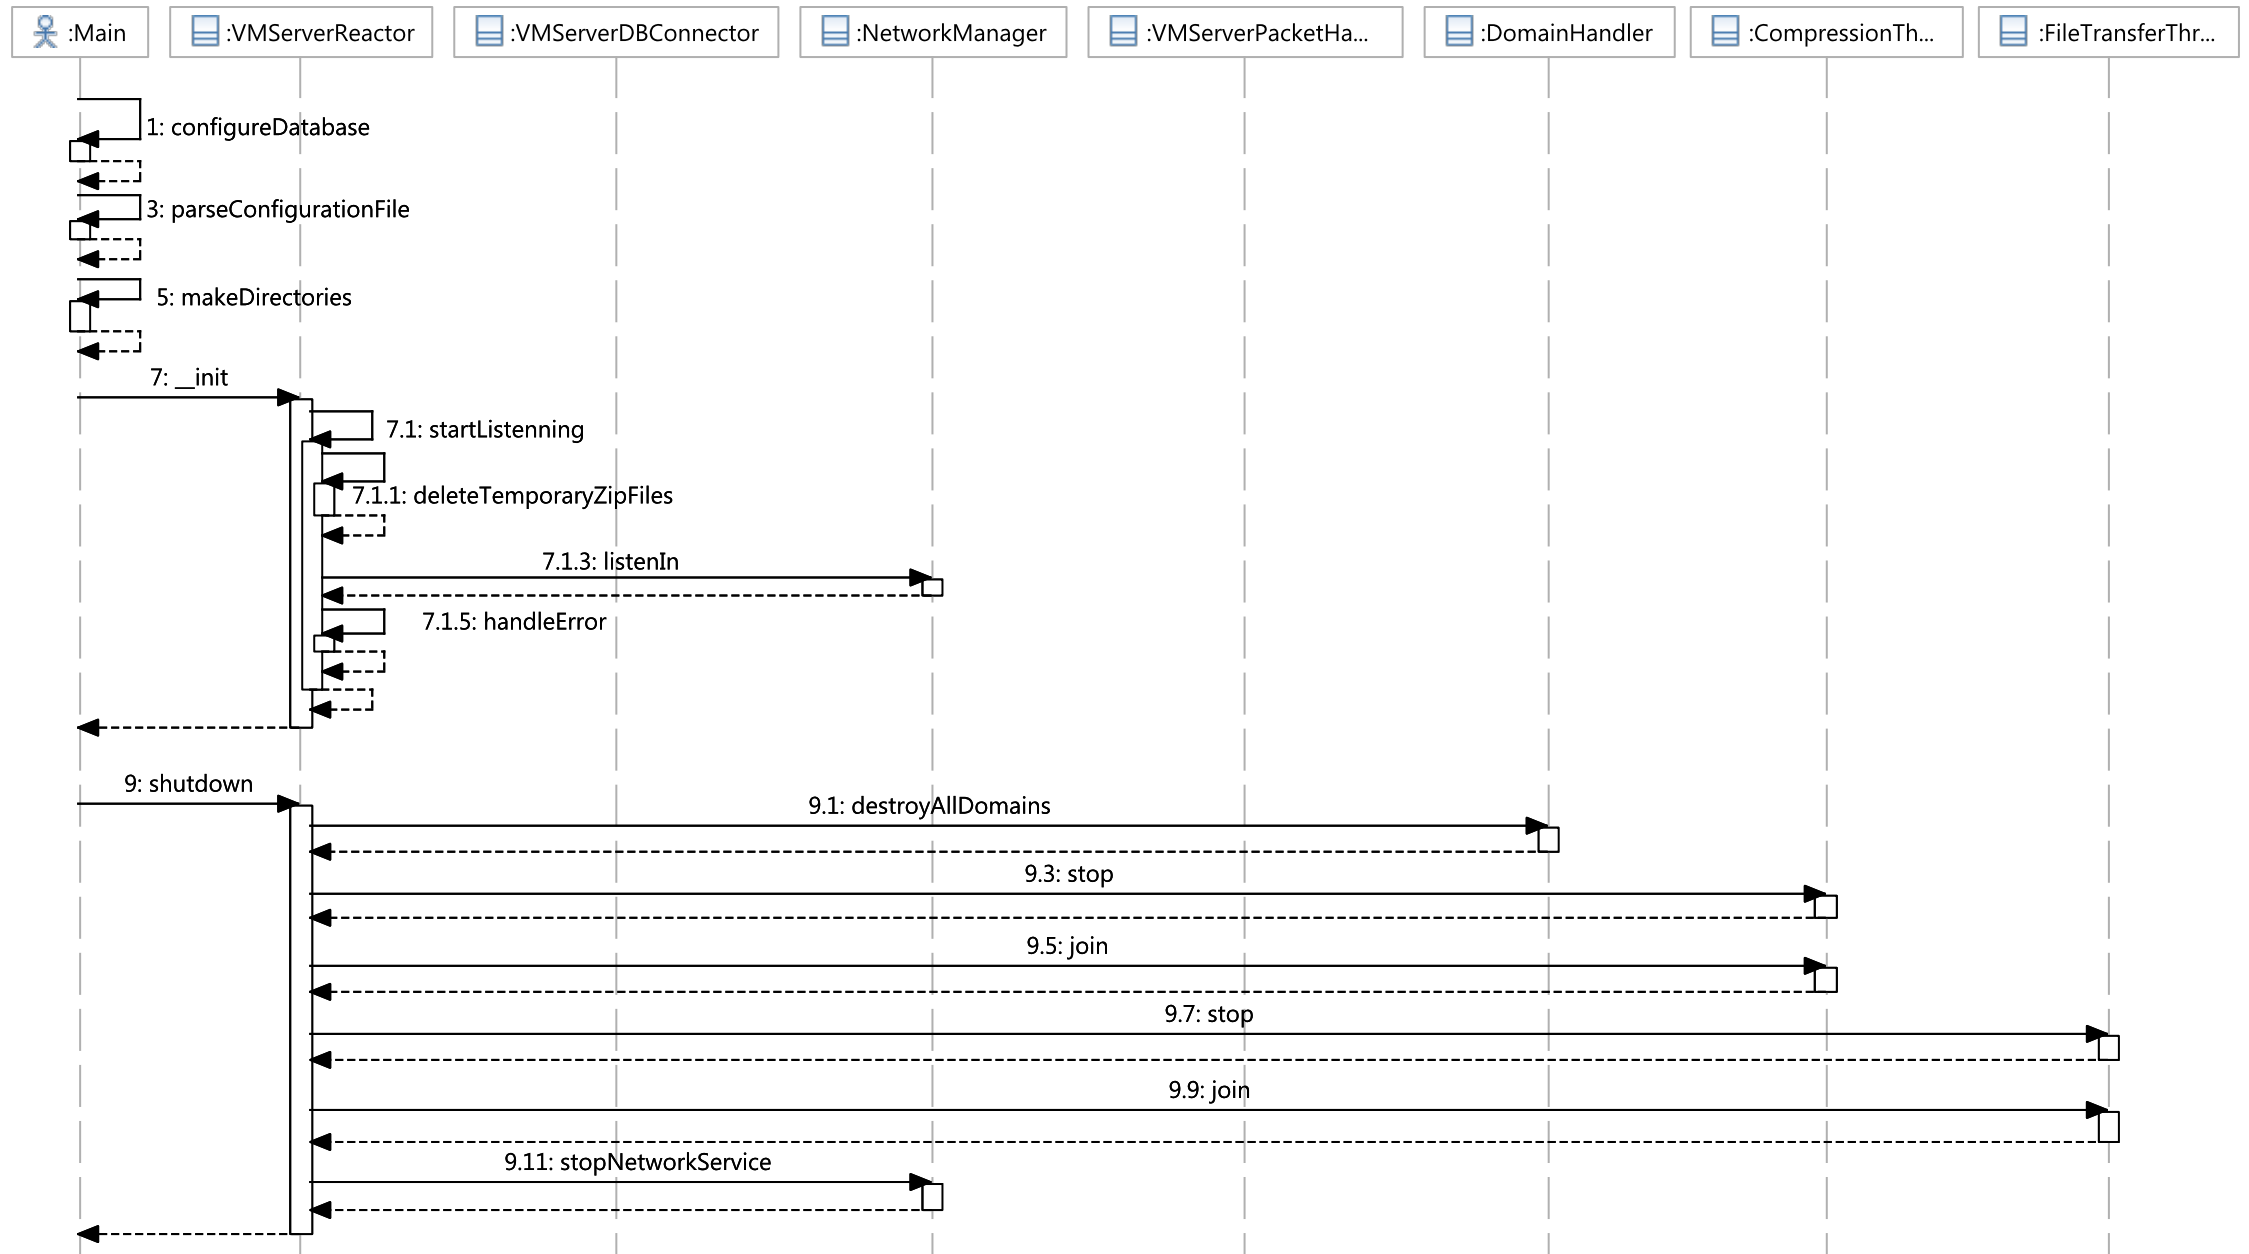 :Main
:VMServerReactor
:VMServerDBConnector
:NetworkManager
:VMServerPacketHa...
:DomainHandler
:CompressionTh...
:FileTransferThr...
1: configureDatabase
3: parseConfigurationFile
5: makeDirectories
7: __init
7.1: startListenning
7.1.1: deleteTemporaryZipFiles
7.1.3: listenIn
7.1.5: handleError
9: shutdown
9.1: destroyAllDomains
9.3: stop
9.5: join
9.7: stop
9.9: join
9.11: stopNetworkService